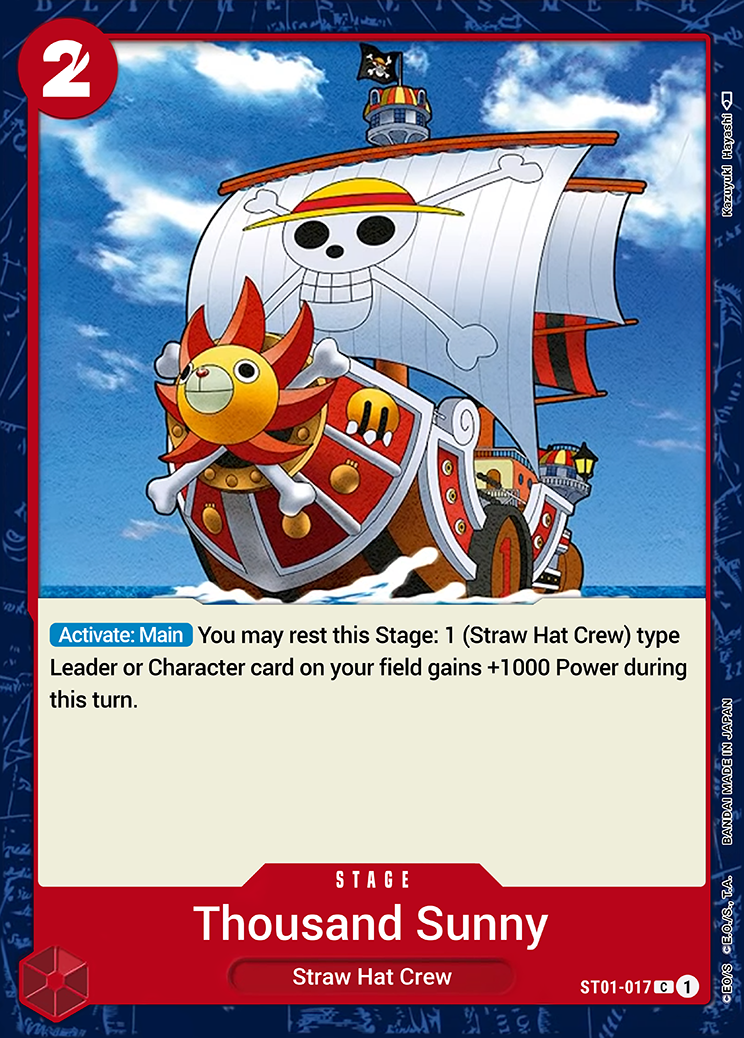 2
Kazuyuki Hayashi
Activate: Main You may rest this Stage: 1 (Straw Hat Crew) type
Leader or Character card on your field gains +1000 Power during
this turn.
STAGE
Thousand Sunny
Straw Hat Crew
ST01-017 C 1
BANDAI MADE IN JAPAN
©EO/S ©E.O./S., T.A.